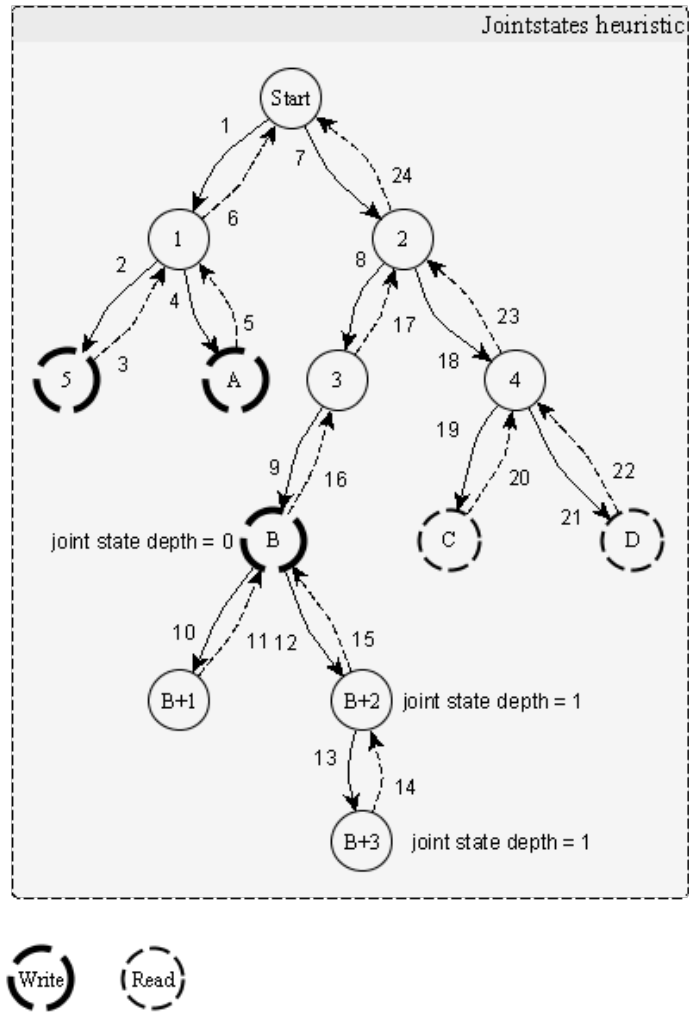 Jointstates heuristic
Start
1
7
6
24
1
2
2
4
3
5
8
17
18
23
5
A
3
4
9
16
19
20
21
22
joint state depth = 0
B
C
D
10
11
12
15
B+1
B+2
joint state depth = 1
13
14
B+3
joint state depth = 1
Write
Read